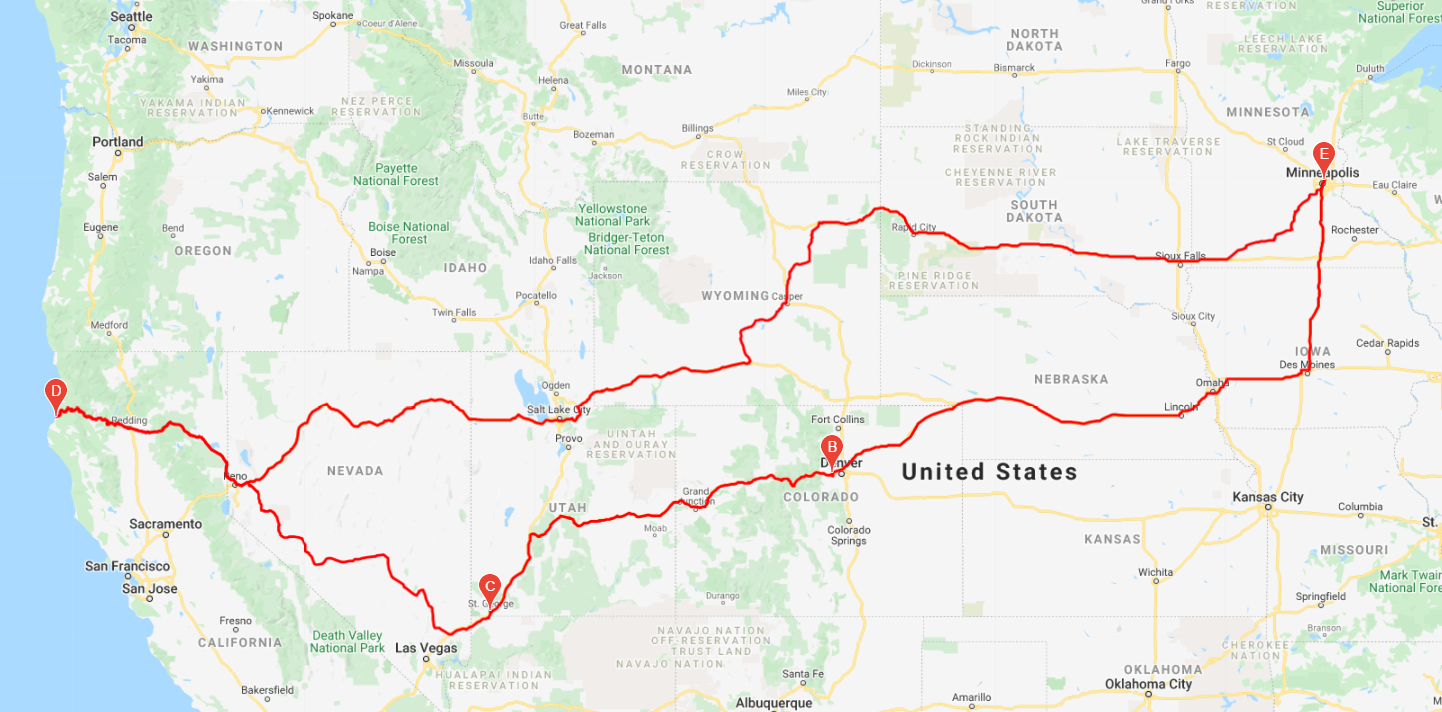 Seattle
Tacoma
Spokane
Coeur d'Alene
Great Falls
NORTH
DAKOTA
Grand Forks
RESERVATION
Superior
National Forest
LEECH LAKE
RESERVATION
WASHINGTON
Missoula
Helena
MONTANA
Dickinson
Bismarck
Fargo
Duluth
Yakima
YAKAMA INDIAN
RESERVATION
Kennewick
NEZ PERCE
RESERVATION
Butte
Bozeman
Billings
Miles City
MINNESOTA
Portland
Salem
CROW
RESERVATION
STANDING
ROCK INDIAN
RESERVATION
LAKE TRAVERSE
RESERVATION
St Cloud
E
Minneapolis
Eau Claire
Payette
National Forest
CHEYENNE RIVER
RESERVATION
Eugene
Bend
OREGON
Boise National
Forest
Boise
Nampa
IDAHO
Yellowstone
National Park
Bridger-Teton
National Forest
Idaho Falls
Jackson
SOUTH
DAKOTA
Rapid City
Sioux Falls
Rochester
Pocatello
Twin Falls
WYOMING
Casper
PINE RIDGE
RESERVATION
Medford
Sioux City
IOWA
Des Moines
Cedar Rapids
D
Redding
Ogden
Salt Lake City
Provo
NEBRASKA
Omaha
Lincoln
Fort Collins
UINTAH
AND OURAY
RESERVATION
B
Denver
United States
Reno
NEVADA
Grand
Junction
COLORADO
Kansas City
Columbia
St.
Sacramento
UTAH
Moab
Colorado
Springs
KANSAS
MISSOURI
San Francisco
San Jose
C
St. George
Wichita
Mark Twain
National Fore
Springfield
Durango
Fresno
CALIFORNIA
Death Valley
National Park
Las Vegas
NAVAJO NATION
OFF-RESERVATION
TRUST LAND
NAVAJO NATION
Branson
CHEROKEE
NATION
HUALAPAI INDIAN
RESERVATION
Santa Fe
OKLAHOMA
Oklahoma City
Bakersfield
Albuquerque
Amarillo